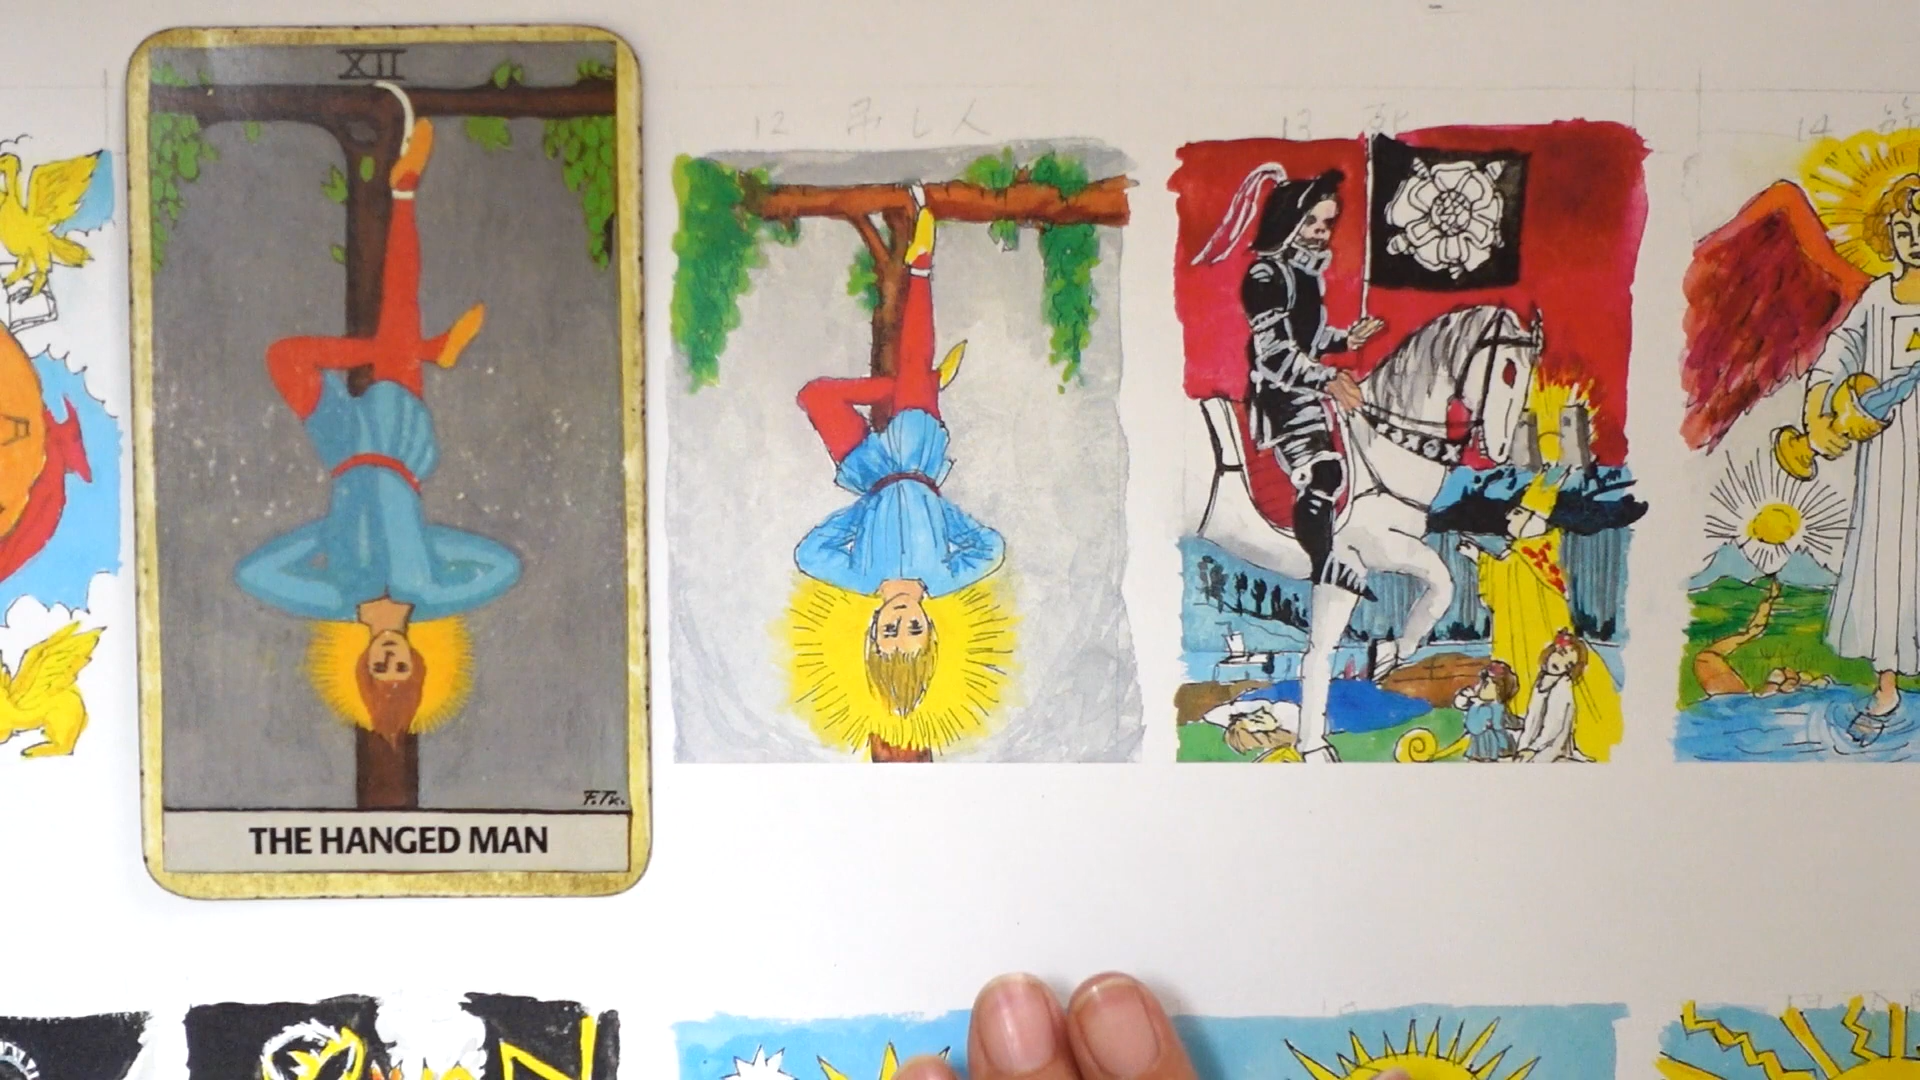 XII
F.Tk.
THE HANGED MAN
12 吊し人
13 死
14